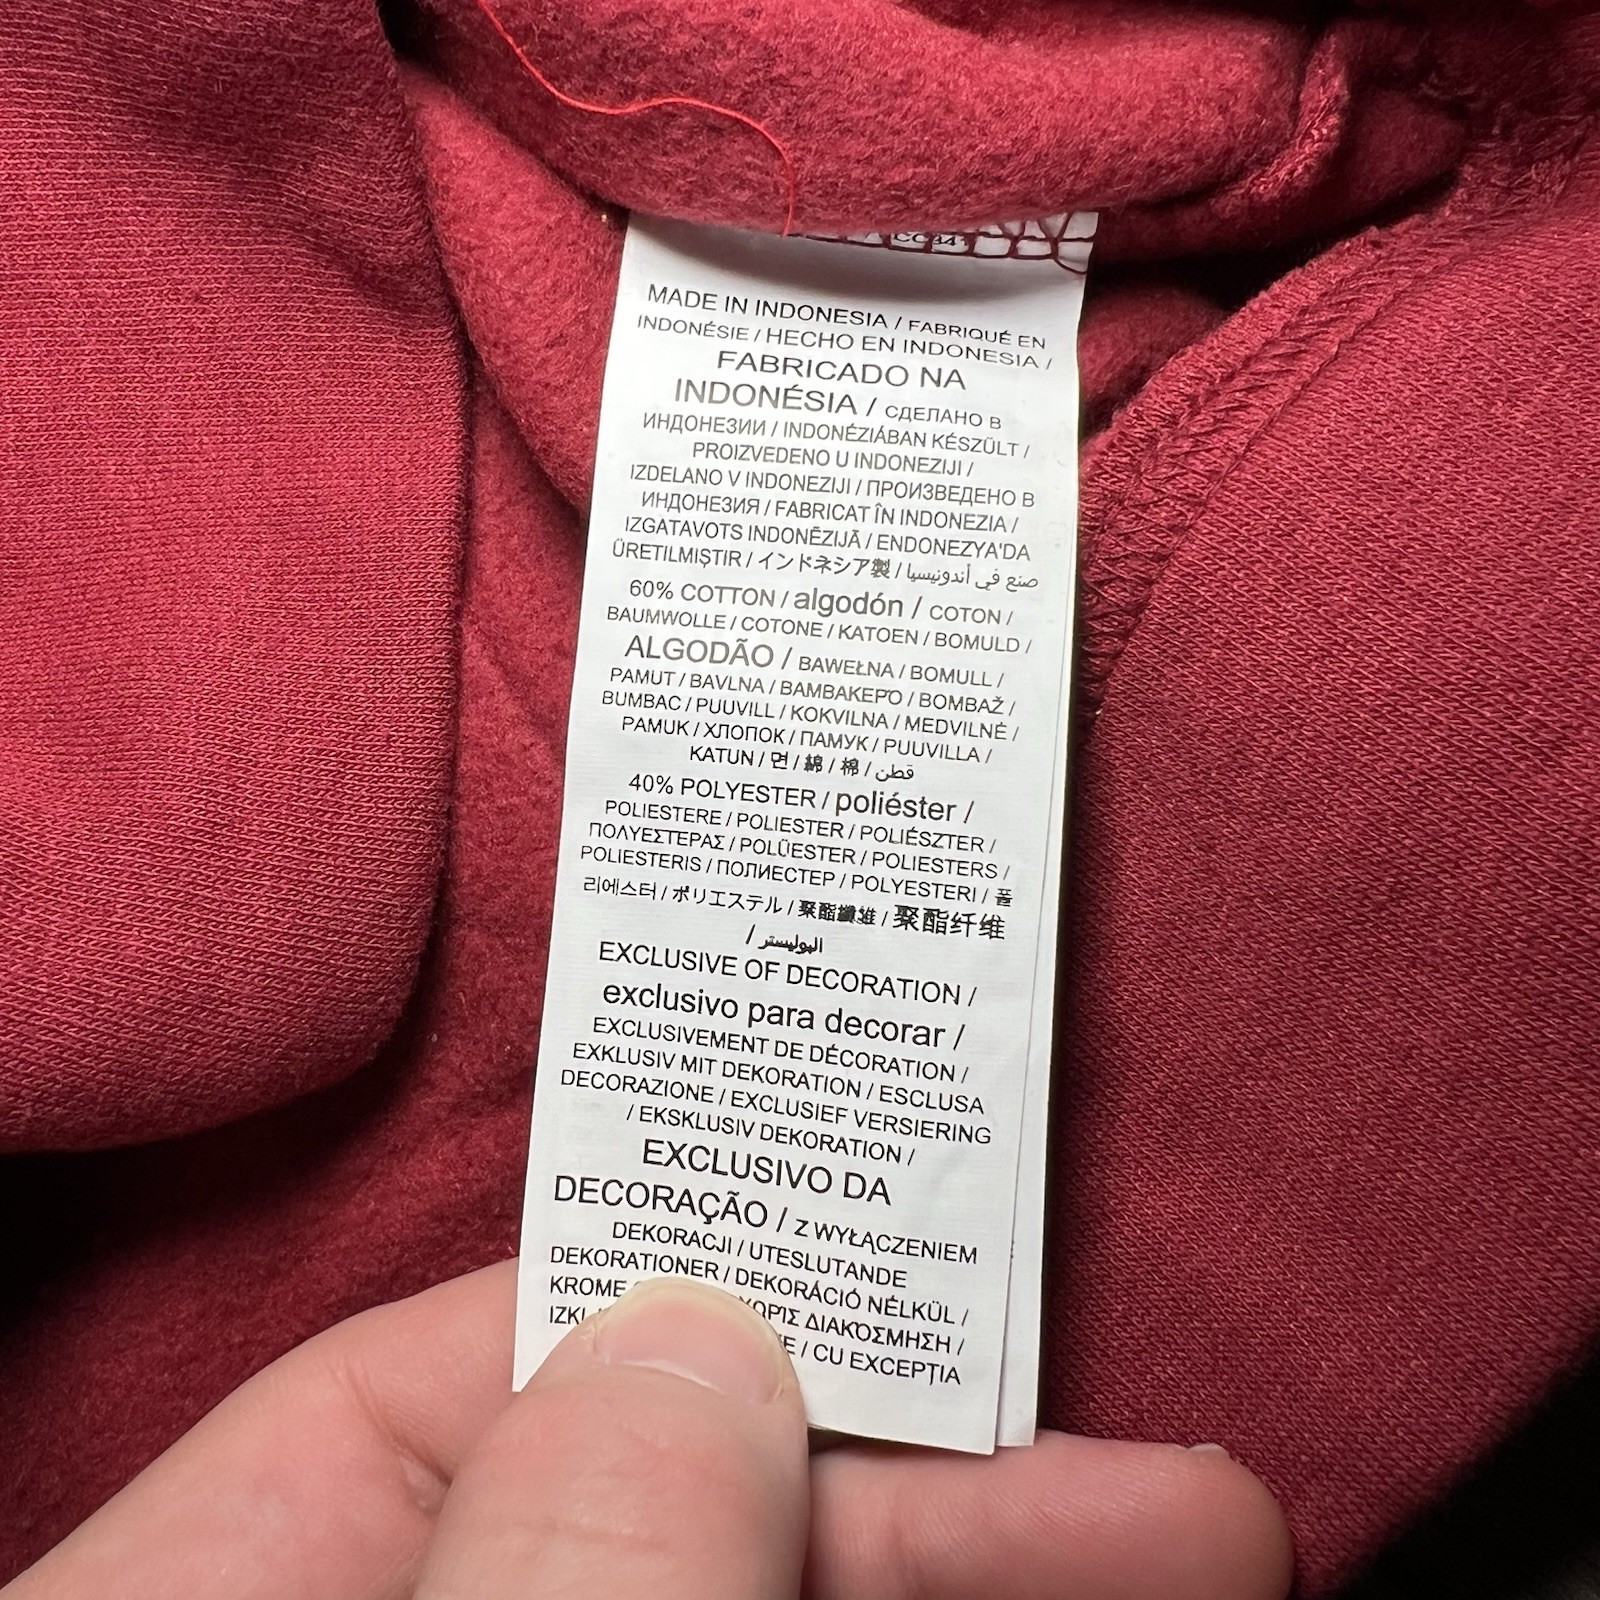 MADE IN INDONESIA / FABRIQUÉ EN
INDONÉSIE / HECHO EN INDONESIA /
FABRICADO NA
INDONÉSIA / СДЕЛАНО В
ИНДОНЕЗИИ / INDONÉZIÁBAN KÉSZÜLT /
PROIZVEDENO U INDONEZIJI /
IZDELANO V INDONEZIJI / ПРОИЗВЕДЕНО В
ИНДОНЕЗИЯ / FABRICAT ÎN INDONEZIA /
IZGATAVOTS INDONĒZIJĀ / ENDONEZYA'DA
ÜRETILMIŞTIR / インドネシア製 / صنع في أندونيسيا
60% COTTON / algodón / COTON /
BAUMWOLLE / COTONE / KATOEN / BOMULD /
ALGODÃO / BAWEŁNA / BOMULL /
PAMUT / BAVLNA / ΒΑΜΒΑΚΕΡΌ / BOMBAŽ /
BUMBAC / PUUVILL / KOKVILNA / MEDVILNĖ /
PAMUK / ХЛОПОК / ПАМУК / PUUVILLA /
KATUN / 면 / 綿 / 棉 / قطن
40% POLYESTER / poliéster /
POLIESTERE / POLIESTER / POLIÉSZTER /
ΠΟΛΥΕΣΤΕΡΑΣ / POLÜESTER / POLIESTERS /
POLIESTERIS / ПОЛИЕСТЕР / POLYESTERI / 폴
리에스터 / ポリエステル / 聚酯纖維 / 聚酯纤维
/ البوليستر
EXCLUSIVE OF DECORATION /
exclusivo para decorar /
EXCLUSIVEMENT DE DÉCORATION /
EXKLUSIV MIT DEKORATION / ESCLUSA
DECORAZIONE / EXCLUSIEF VERSIERING
/ EKSKLUSIV DEKORATION /
EXCLUSIVO DA
DECORAÇÃO / Z WYŁĄCZENIEM
DEKORACJI / UTESLUTANDE
DEKORATIONER / DEKORÁCIÓ NÉLKÜL /
KROME ΔΙΑΚΌΣΜΗΣΗ /
/ CU EXCEPȚIA